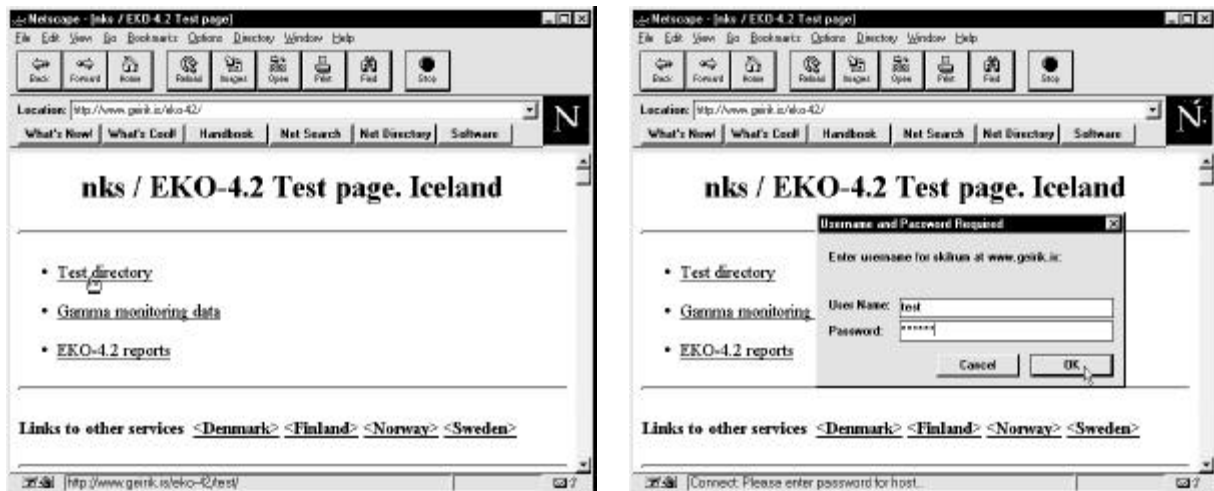 Netscape - [nks / EKO-4.2 Test page]
File Edit View Go Bookmarks Options Directory Window Help
Back Forward Home Reload Images Open Print Find Stop
Location: http://www.geirik.is/eko-42/
N
What's New! What's Cool! Handbook Net Search Net Directory Software
nks / EKO-4.2 Test page. Iceland
• Test directory
• Gamma monitoring data
• EKO-4.2 reports
Links to other services <Denmark> <Finland> <Norway> <Sweden>
http://www.geirik.is/eko-42/test/
Netscape - [nks / EKO-4.2 Test page]
File Edit View Go Bookmarks Options Directory Window Help
Back Forward Home Reload Images Open Print Find Stop
Location: http://www.geirik.is/eko-42/
N
What's New! What's Cool! Handbook Net Search Net Directory Software
nks / EKO-4.2 Test page. Iceland
Username and Password Required
Enter username for at www.geirik.is:
User Name: test
Password: ******
Cancel OK
• Test directory
• Gamma monitoring
• EKO-4.2 reports
Links to other services <Denmark> <Finland> <Norway> <Sweden>
Connect: Please enter password for host...